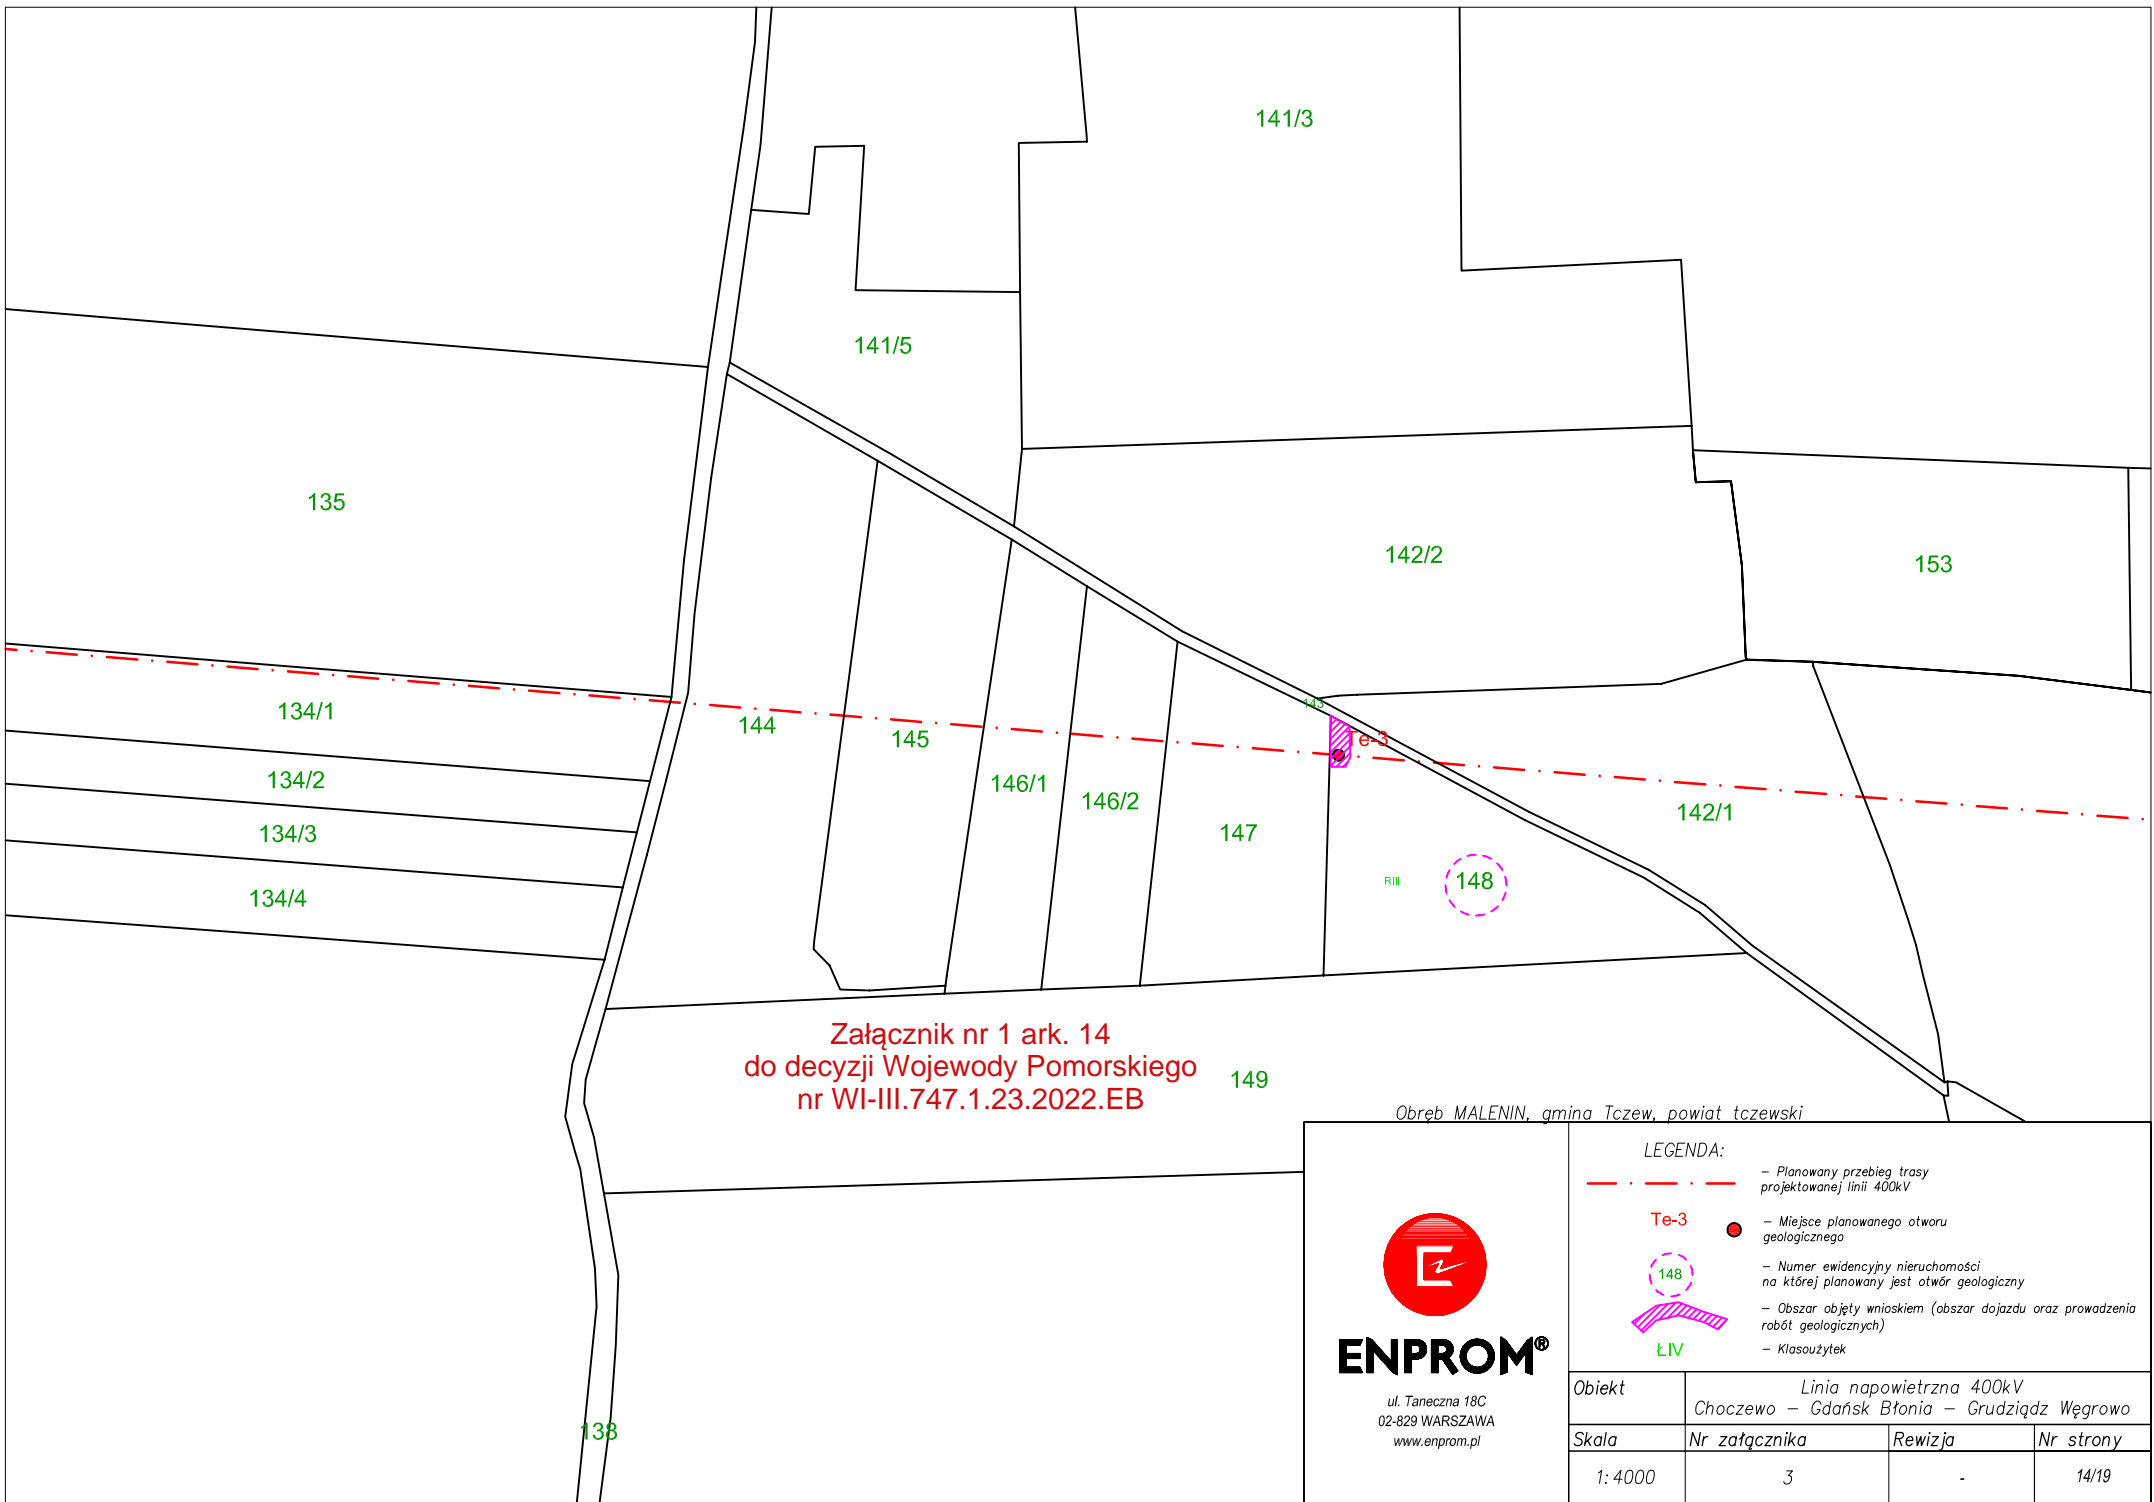 141/3
141/5
135
142/2
153
134/1
144
145
143
Te-3
134/2
146/1
146/2
142/1
134/3
147
134/4
RIII
148
Załącznik nr 1 ark. 14
do decyzji Wojewody Pomorskiego
nr WI-III.747.1.23.2022.EB
149
138
Obręb MALENIN, gmina Tczew, powiat tczewski
ENPROM®
ul. Taneczna 18C
02-829 WARSZAWA
www.enprom.pl
LEGENDA:
– Planowany przebieg trasy
projektowanej linii 400kV
Te-3
– Miejsce planowanego otworu
geologicznego
148
– Numer ewidencyjny nieruchomości
na której planowany jest otwór geologiczny
– Obszar objęty wnioskiem (obszar dojazdu oraz prowadzenia
robót geologicznych)
ŁIV – Klasoużytek
Obiekt
Linia napowietrzna 400kV
Choczewo – Gdańsk Błonia – Grudziądz Węgrowo
Skala Nr załącznika Rewizja Nr strony
1:4000 3 - 14/19